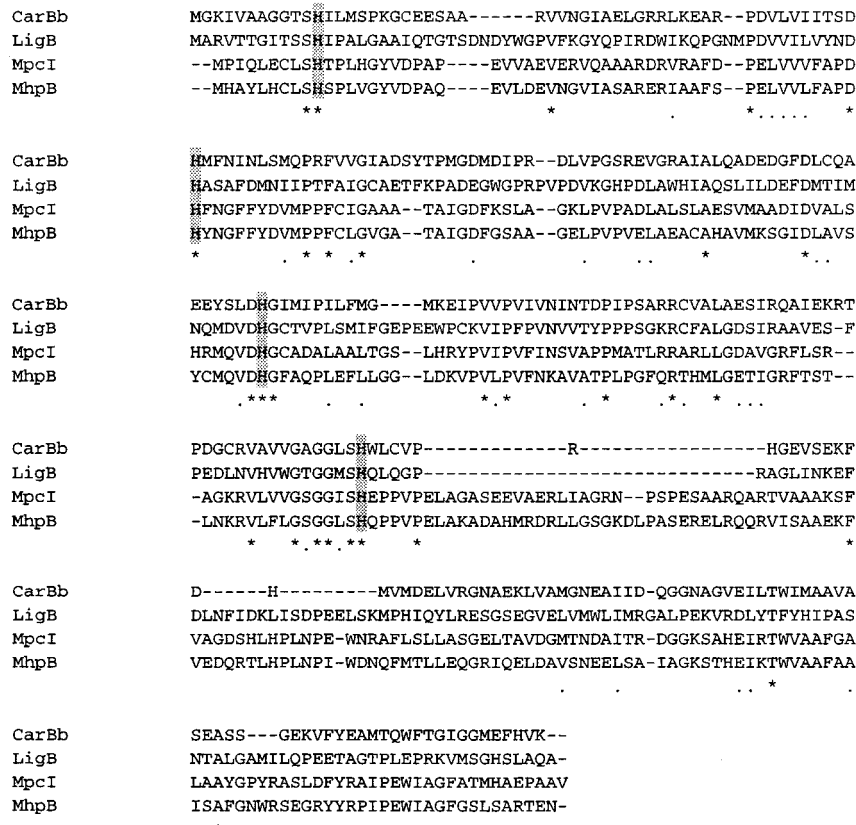 CarBb MGKIVAAGGTSHILMSPKGCEESAA------RVVNGIAELGRRLKEAR--PDVLVIITSD
LigB MARVTTGITSSHIPALGAAIQTGTSDNDYWGPVFKGYQPIRDWIKQPGNMPDVVILVYND
MpcI --MPIQLECLSHTPLHGYVDPAP----EVVAEVERVQAAARDRVRAFD--PELVVVFAPD
MhpB --MHAYLHCLSHSPLVGYVDPAQ----EVLDEVNGVIASARERIAAFS--PELVVLFAPD
** * . *..... *
CarBb HMFNINLSMQPRFVVGIADSYTPMGDMDIPR--DLVPGSREVGRAIALQADEDGFDLCQA
LigB HASAFDMNIIPTFAIGCAETFKPADEGWGPRPVPDVKGHPDLAWHIAQSLILDEFDMTIM
MpcI HFNGFFYDVMPPFCIGAAA--TAIGDFKSLA--GKLPVPADLALSLAESVMAADIDVALS
MhpB HYNGFFYDVMPPFCLGVGA--TAIGDFGSAA--GELPVPVELAEACAHAVMKSGIDLAVS
* . * * .* . . .. * *..
CarBb EEYSLDHGIMIPILFMG----MKEIPVVPVIVNINTDPIPSARRCVALAESIRQAIEKRT
LigB NQMDVDHGCTVPLSMIFGEPEEWPCKVIPFPVNVVTYPPPSGKRCFALGDSIRAAVES-F
MpcI HRMQVDHGCADALAALTGS--LHRYPVIPVFINSVAPPMATLRRARLLGDAVGRFLSR--
MhpB YCMQVDHGFAQPLEFLLGG--LDKVPVLPVFNKAVATPLPGFQRTHMLGETIGRFTST--
.*** . . *.* . * *. * ...
CarBb PDGCRVAVVGAGGLSHWLCVP-------------R-----------------HGEVSEKF
LigB PEDLNVHVWGTGGMSHQLQGP------------------------------RAGLINKEF
MpcI -AGKRVLVVGSGGISHEPPVPELAGASEEVAERLIAGRN--PSPESAARQARTVAAAKSF
MhpB -LNKRVLFLGSGGLSHQPPVPELAKADAHMRDRLLGSGKDLPASERELRQQRVISAAEKF
* *.**.** * *
CarBb D------H---------MVMDELVRGNAEKLVAMGNEAIID-QGGNAGVEILTWIMAAVA
LigB DLNFIDKLISDPEELSKMPHIQYLRESGSEGVELVMWLIMRGALPEKVRDLYTFYHIPAS
MpcI VAGDSHLHPLNPE-WNRAFLSLLASGELTAVDGMTNDAITR-DGGKSAHEIRTWVAAFGA
MhpB VEDQRTLHPLNPI-WDNQFMTLLEQGRIQELDAVSNEELSA-IAGKSTHEIKTWVAAFAA
. . .. * .
CarBb SEASS---GEKVFYEAMTQWFTGIGGMEFHVK--
LigB NTALGAMILQPEETAGTPLEPRKVMSGHSLAQA-
MpcI LAAYGPYRASLDFYRAIPEWIAGFATMHAEPAAV
MhpB ISAFGNWRSEGRYYRPIPEWIAGFGSLSARTEN-